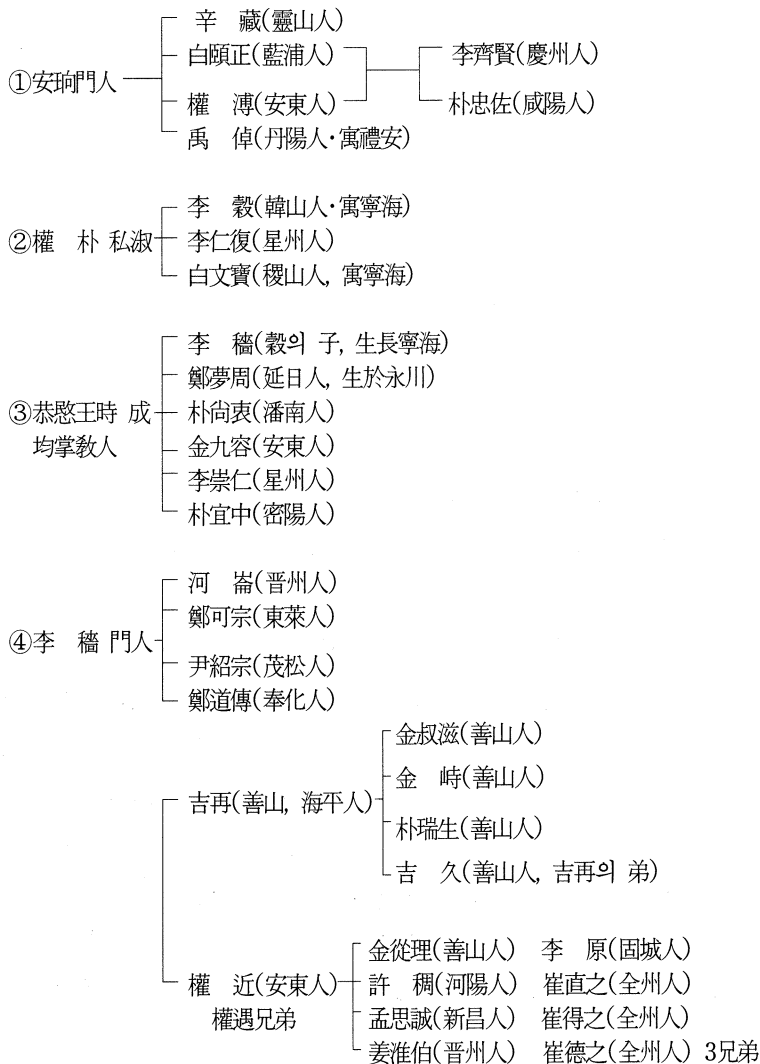 辛 蕆(靈山人)
白頤正(藍浦人) 李齊賢(慶州人)
①安珦門人
權 溥(安東人) 朴忠佐(咸陽人)
禹 倬(丹陽人·寓禮安)
李 穀(韓山人·寓寧海)
②權 朴 私淑 李仁復(星州人)
白文寶(稷山人, 寓寧海)
李 穡(穀의 子, 生長寧海)
鄭夢周(延日人, 生於永川)
③恭愍王時 成 朴尙衷(潘南人)
均掌敎人 金九容(安東人)
李崇仁(星州人)
朴宜中(密陽人)
河 崙(晋州人)
鄭可宗(東萊人)
④李 穡 門人
尹紹宗(茂松人)
鄭道傳(奉化人)
金叔滋(善山人)
金 峙(善山人)
吉再(善山, 海平人)
朴瑞生(善山人)
吉 久(善山人, 吉再의 弟)
金從理(善山人) 李 原(固城人)
權 近(安東人) 許 稠(河陽人) 崔直之(全州人)
權遇兄弟 孟思誠(新昌人) 崔得之(全州人)
姜淮伯(晋州人) 崔德之(全州人) 3兄弟